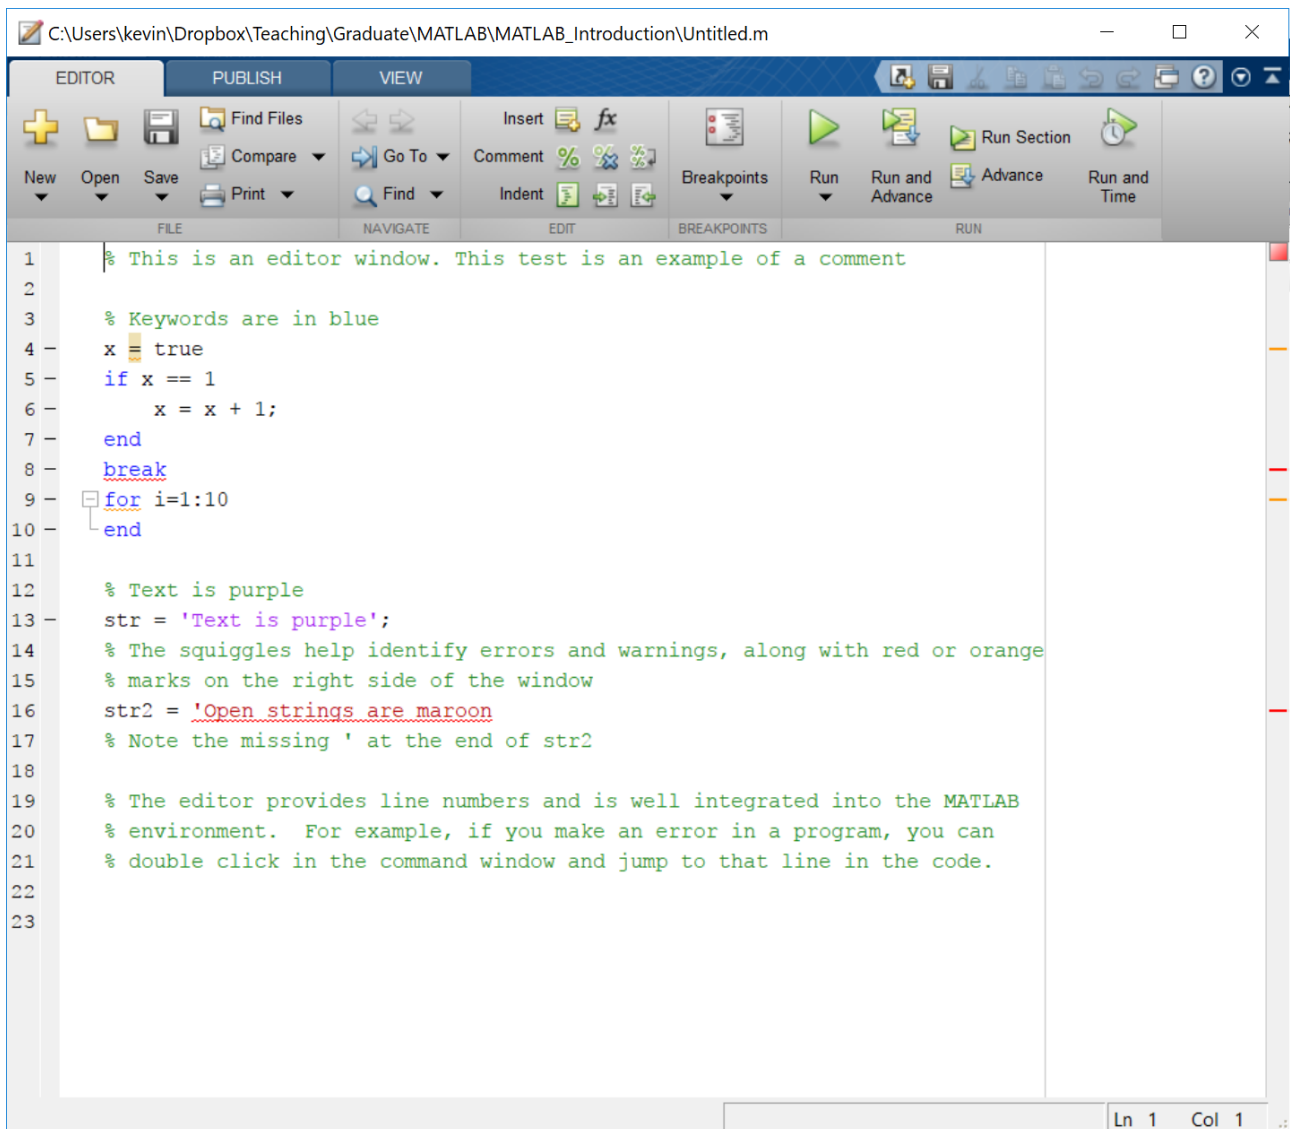 C:\Users\kevin\Dropbox\Teaching\Graduate\MATLAB\MATLAB_Introduction\Untitled.m
EDITOR PUBLISH VIEW
New
Open
Save
Find Files
Compare
Print
FILE
Go To
Find
NAVIGATE
Insert fx
Comment
Indent
EDIT
Breakpoints
BREAKPOINTS
Run
Run and
Advance
Run Section
Advance
Run and
Time
RUN
1 % This is an editor window. This test is an example of a comment
2
3 % Keywords are in blue
4 – x = true
5 – if x == 1
6 –     x = x + 1;
7 – end
8 – break
9 – for i=1:10
10 – end
11
12 % Text is purple
13 – str = 'Text is purple';
14 % The squiggles help identify errors and warnings, along with red or orange
15 % marks on the right side of the window
16 str2 = 'Open strings are maroon
17 % Note the missing ' at the end of str2
18
19 % The editor provides line numbers and is well integrated into the MATLAB
20 % environment.  For example, if you make an error in a program, you can
21 % double click in the command window and jump to that line in the code.
22
23
Ln 1 Col 1